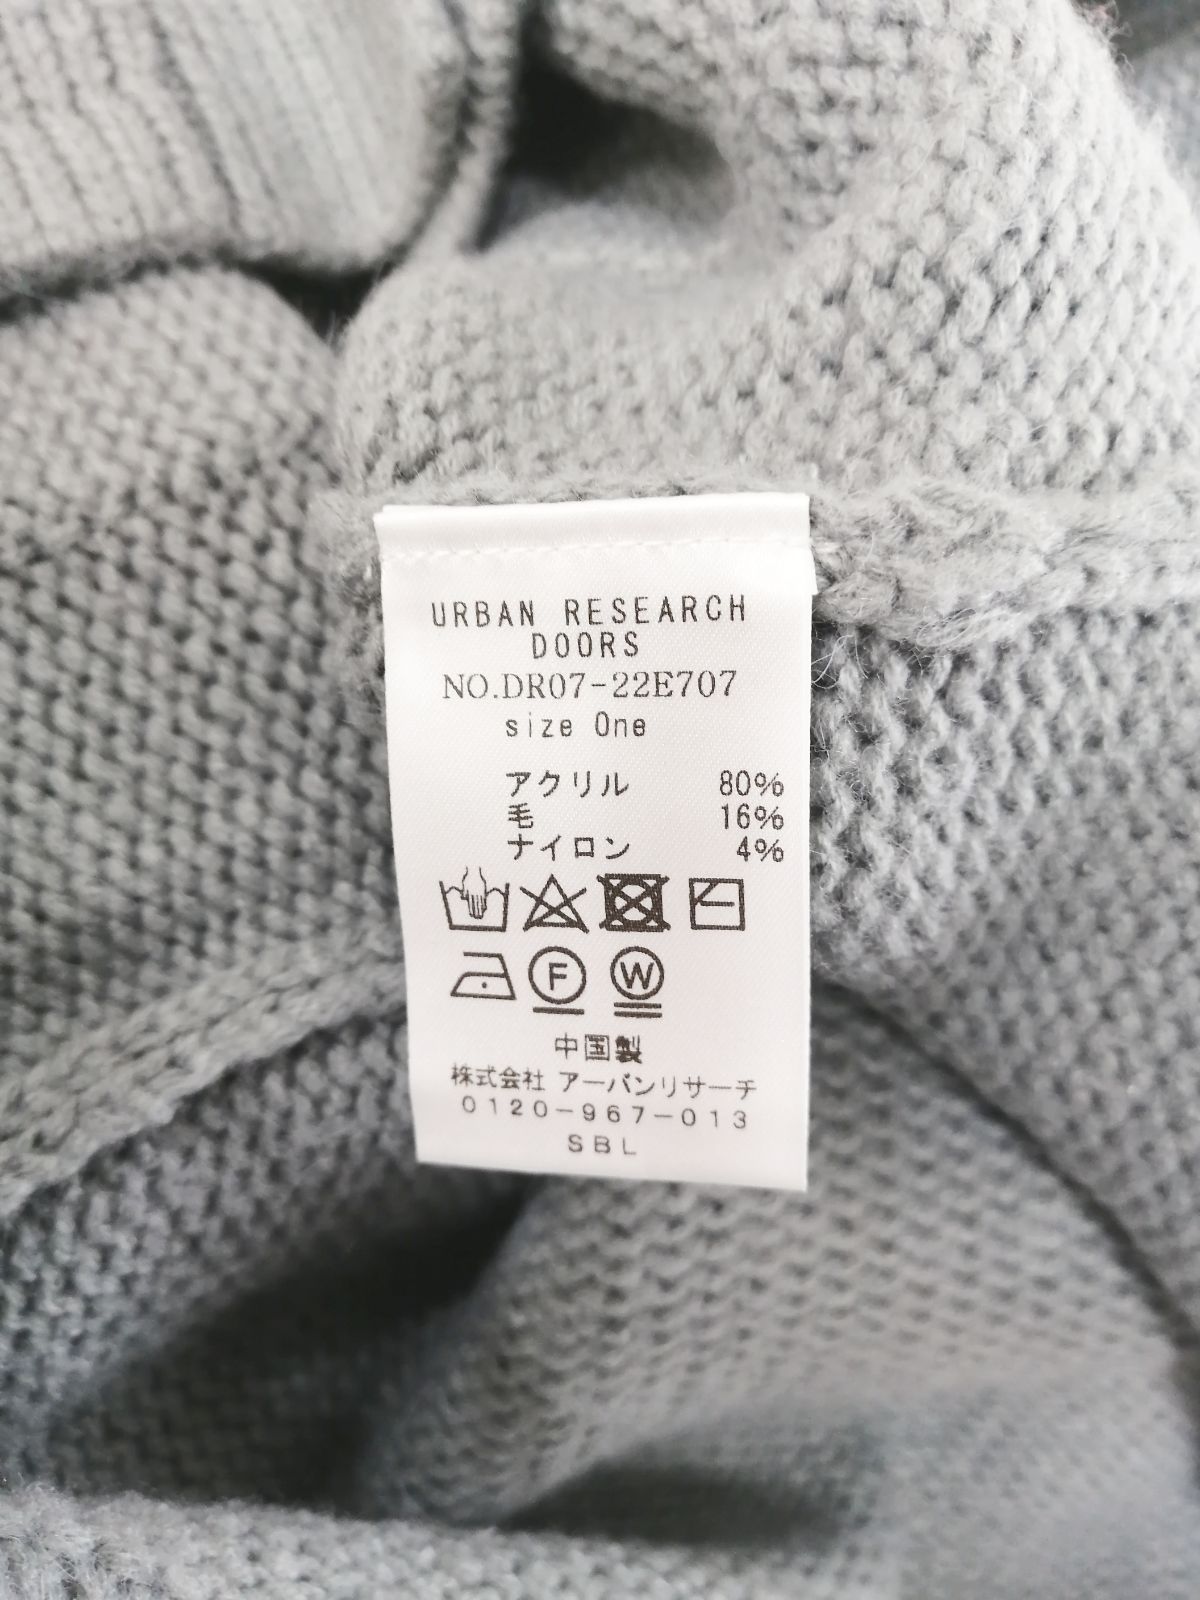 URBAN RESEARCH
DOORS
NO.DR07-22E707
size One
アクリル 80%
毛 16%
ナイロン 4%
F W
中国製
株式会社 アーバンリサーチ
0120-967-013
SBL